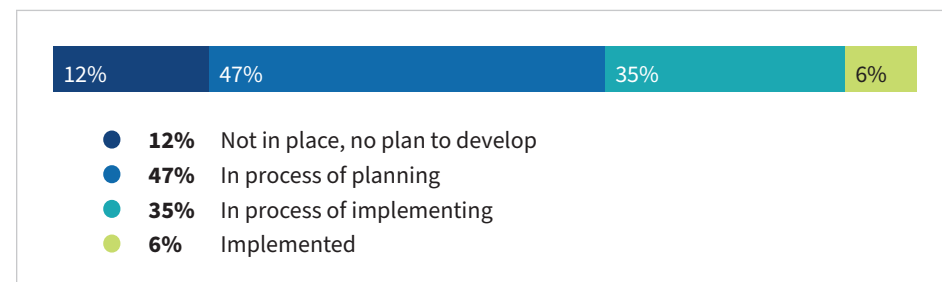 12% 47% 35% 6%
12% Not in place, no plan to develop
47% In process of planning
35% In process of implementing
6% Implemented